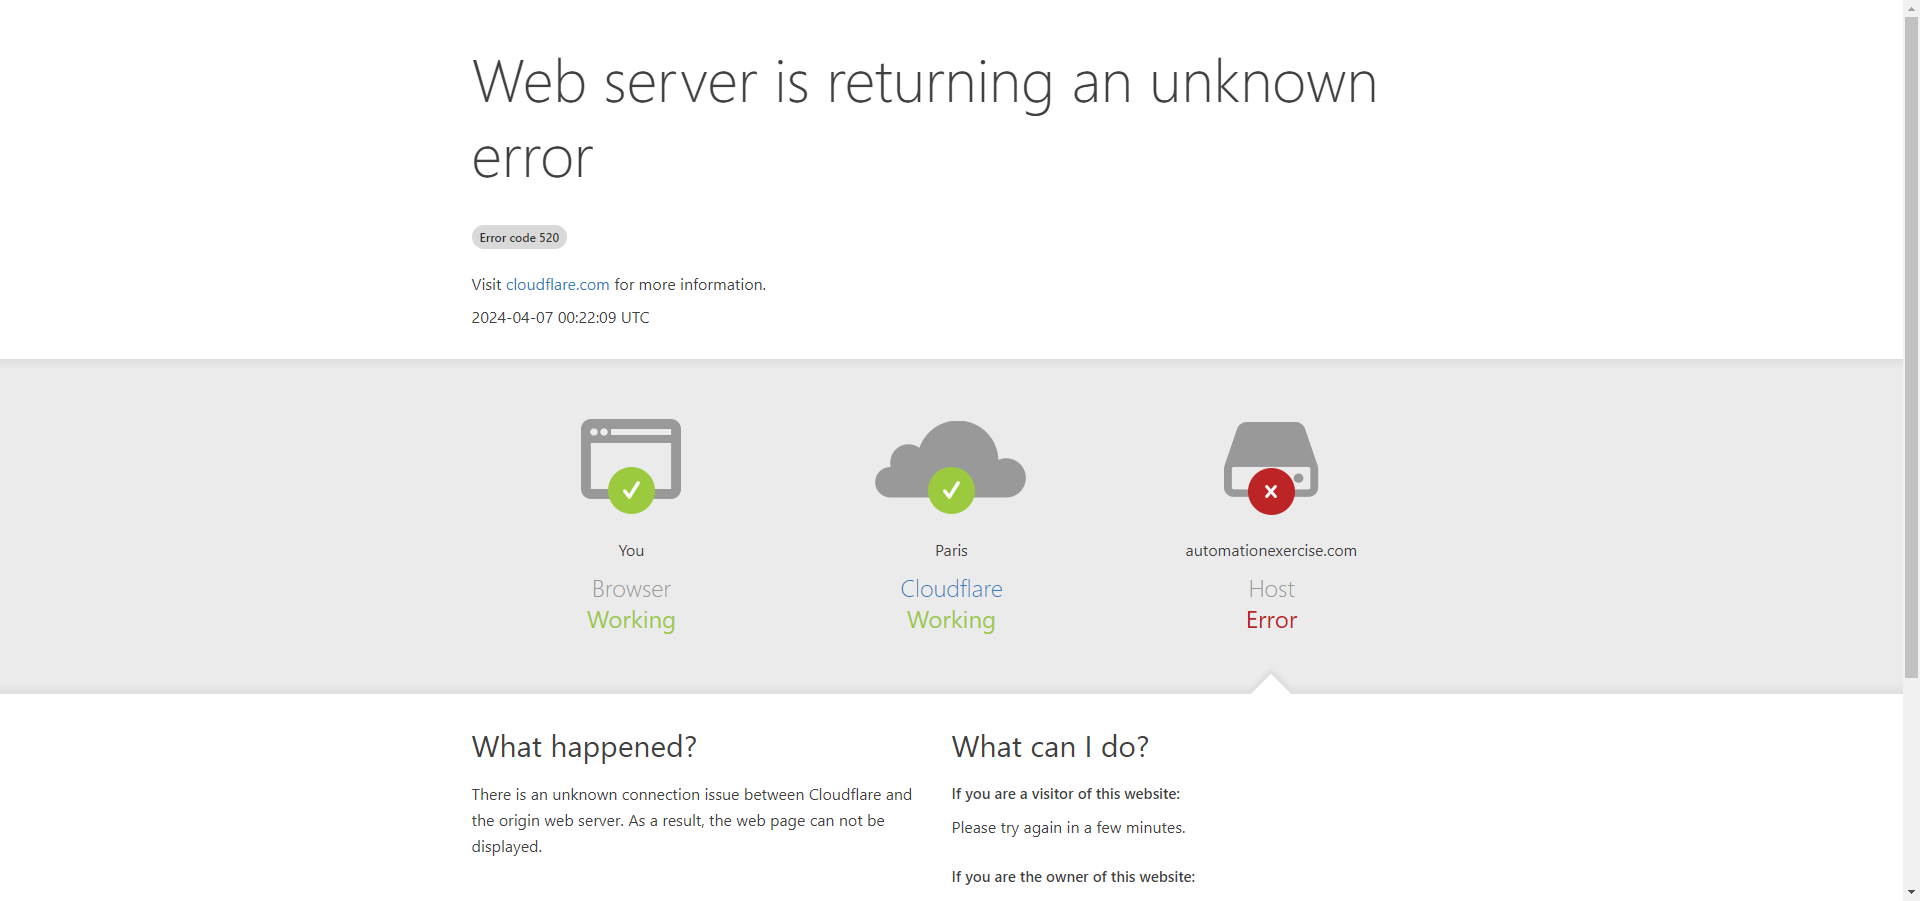 Web server is returning an unknown
error
Error code 520
Visit cloudflare.com for more information.
2024-04-07 00:22:09 UTC
You
Browser
Working
Paris
Cloudflare
Working
automationexercise.com
Host
Error
What happened?
There is an unknown connection issue between Cloudflare and
the origin web server. As a result, the web page can not be
displayed.
What can I do?
If you are a visitor of this website:
Please try again in a few minutes.
If you are the owner of this website: